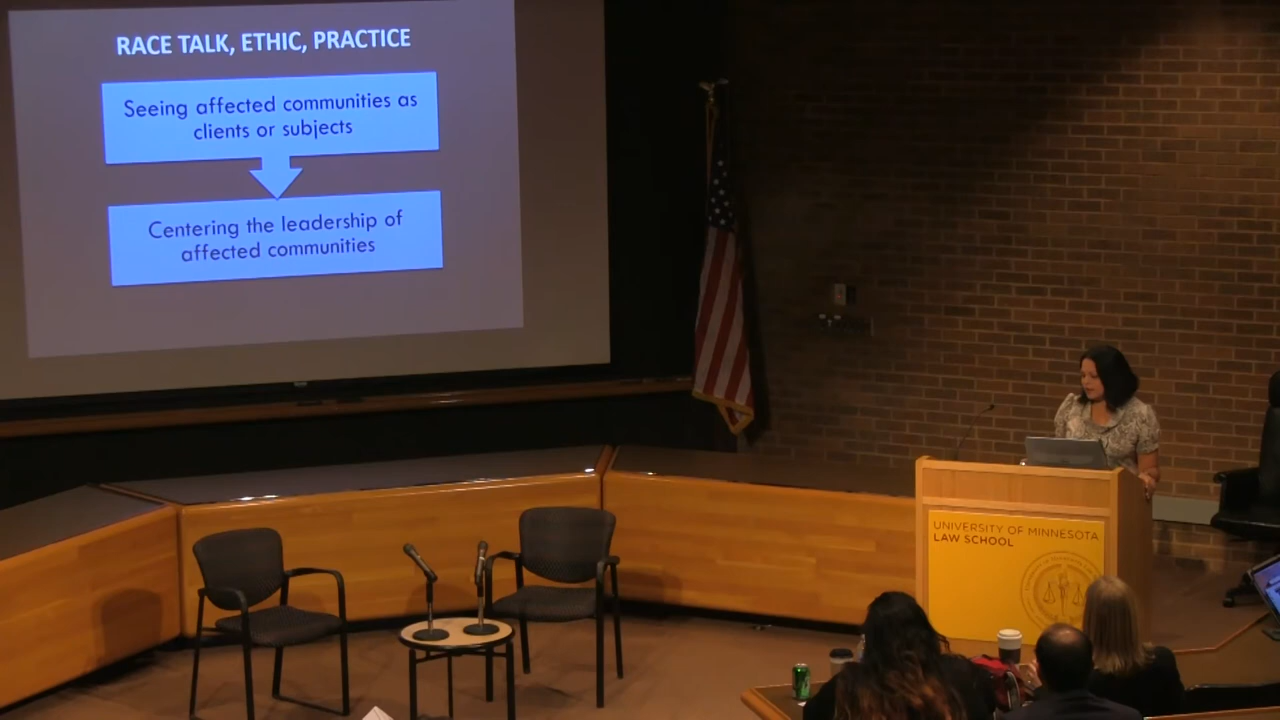 RACE TALK, ETHIC, PRACTICE
Seeing affected communities as
clients or subjects
Centering the leadership of
affected communities
UNIVERSITY OF MINNESOTA
LAW SCHOOL